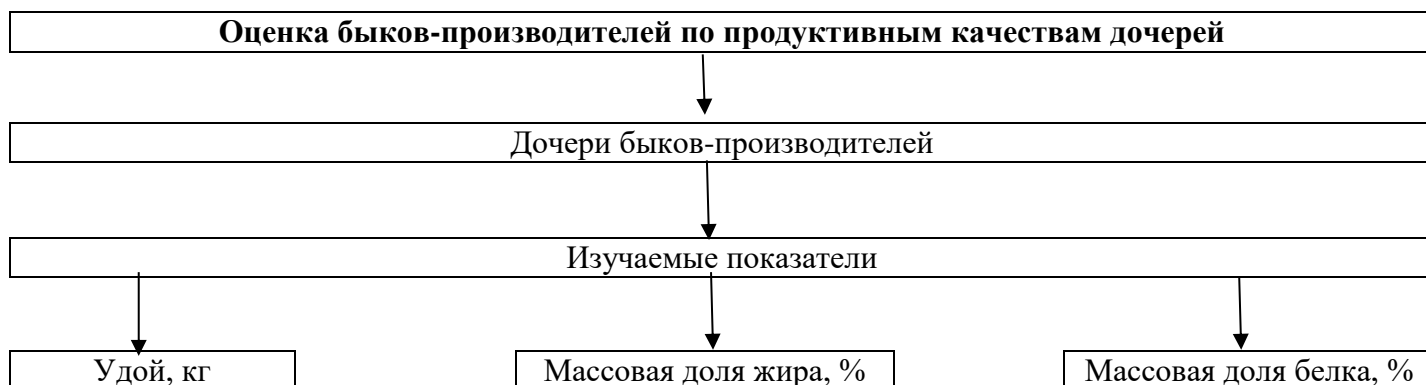 Оценка быков-производителей по продуктивным качествам дочерей
Дочери быков-производителей
Изучаемые показатели
Удой, кг
Массовая доля жира, %
Массовая доля белка, %